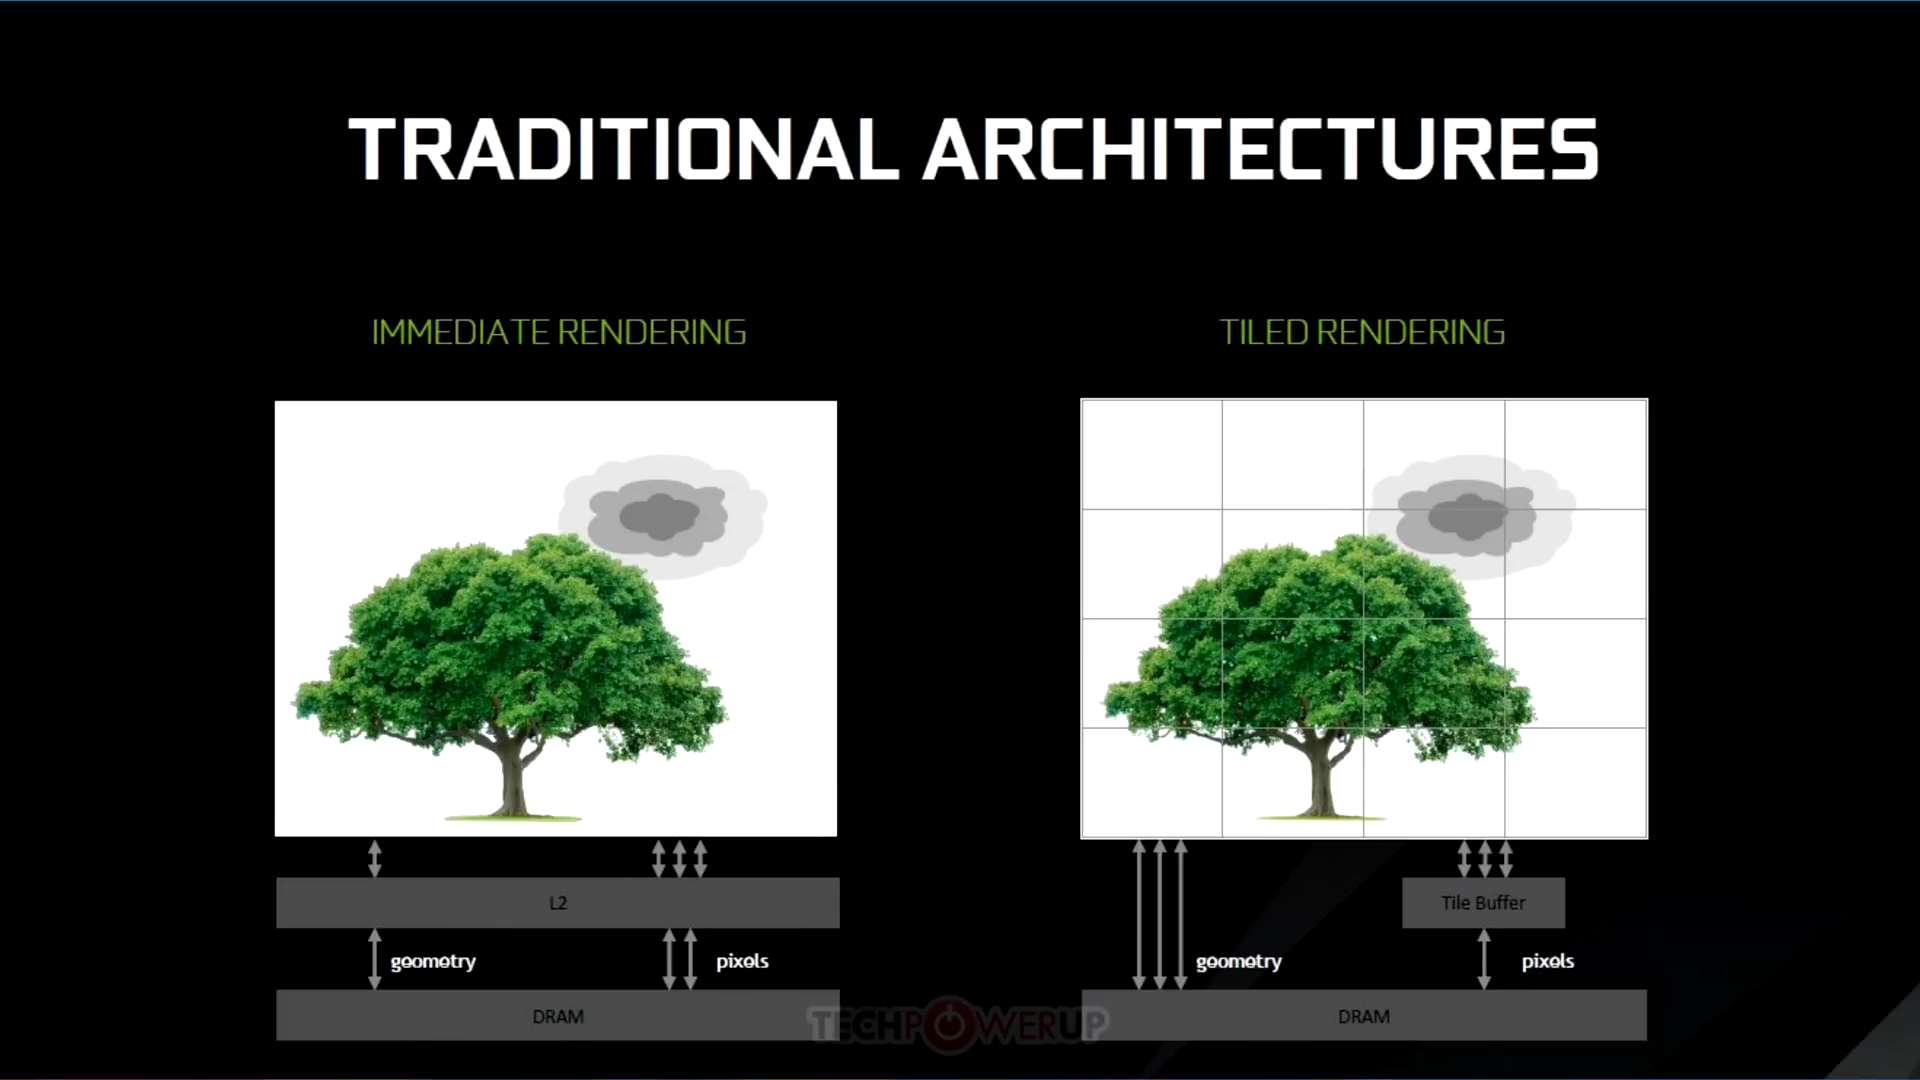 TRADITIONAL ARCHITECTURES
IMMEDIATE RENDERING
TILED RENDERING
L2
Tile Buffer
geometry
pixels
geometry
pixels
DRAM
DRAM
TECHPOWERUP